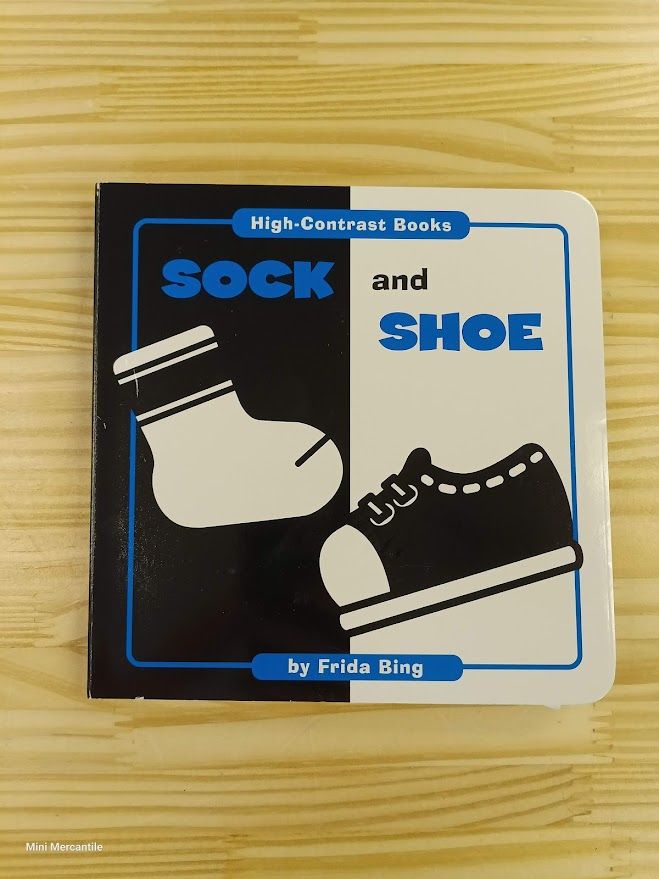 High-Contrast Books
SOCK and
SHOE
by Frida Bing
Mini Mercantile